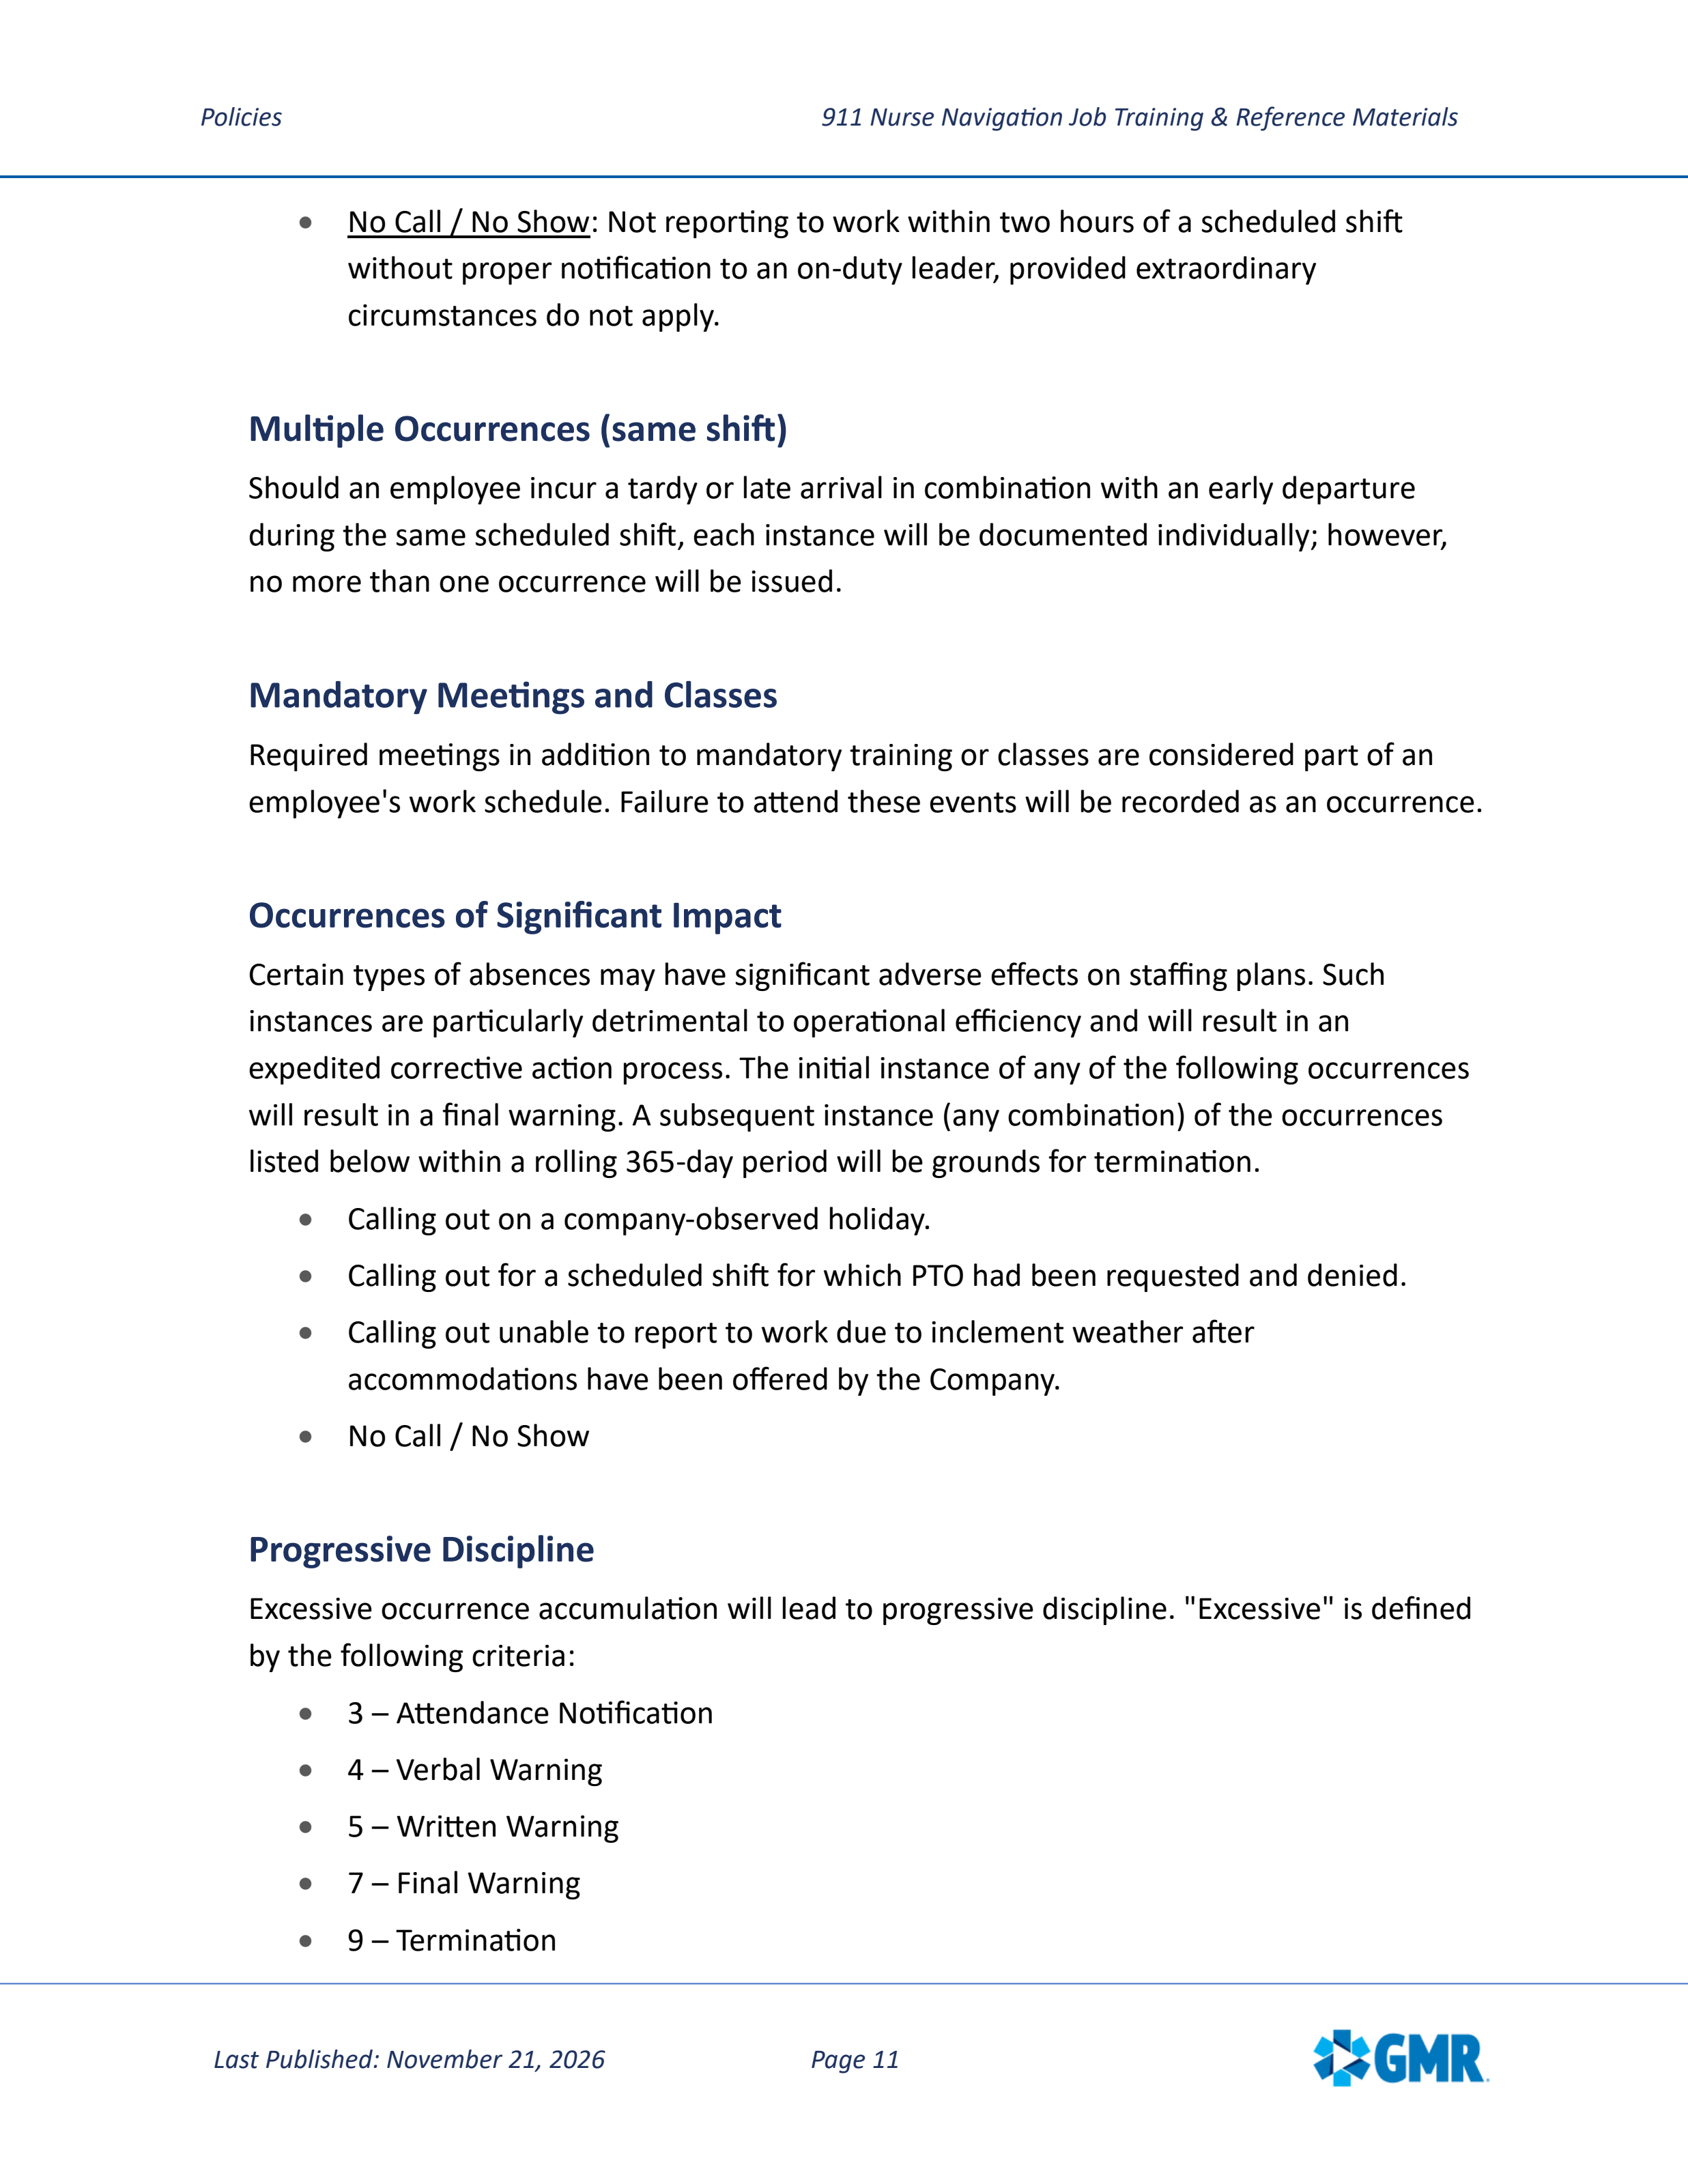 Policies
911 Nurse Navigation Job Training & Reference Materials
• No Call / No Show: Not reporting to work within two hours of a scheduled shift
without proper notification to an on-duty leader, provided extraordinary
circumstances do not apply.
Multiple Occurrences (same shift)
Should an employee incur a tardy or late arrival in combination with an early departure
during the same scheduled shift, each instance will be documented individually; however,
no more than one occurrence will be issued.
Mandatory Meetings and Classes
Required meetings in addition to mandatory training or classes are considered part of an
employee's work schedule. Failure to attend these events will be recorded as an occurrence.
Occurrences of Significant Impact
Certain types of absences may have significant adverse effects on staffing plans. Such
instances are particularly detrimental to operational efficiency and will result in an
expedited corrective action process. The initial instance of any of the following occurrences
will result in a final warning. A subsequent instance (any combination) of the occurrences
listed below within a rolling 365-day period will be grounds for termination.
• Calling out on a company-observed holiday.
• Calling out for a scheduled shift for which PTO had been requested and denied.
• Calling out unable to report to work due to inclement weather after
accommodations have been offered by the Company.
• No Call / No Show
Progressive Discipline
Excessive occurrence accumulation will lead to progressive discipline. "Excessive" is defined
by the following criteria:
• 3 – Attendance Notification
• 4 – Verbal Warning
• 5 – Written Warning
• 7 – Final Warning
• 9 – Termination
Last Published: November 21, 2026
Page 11
GMR